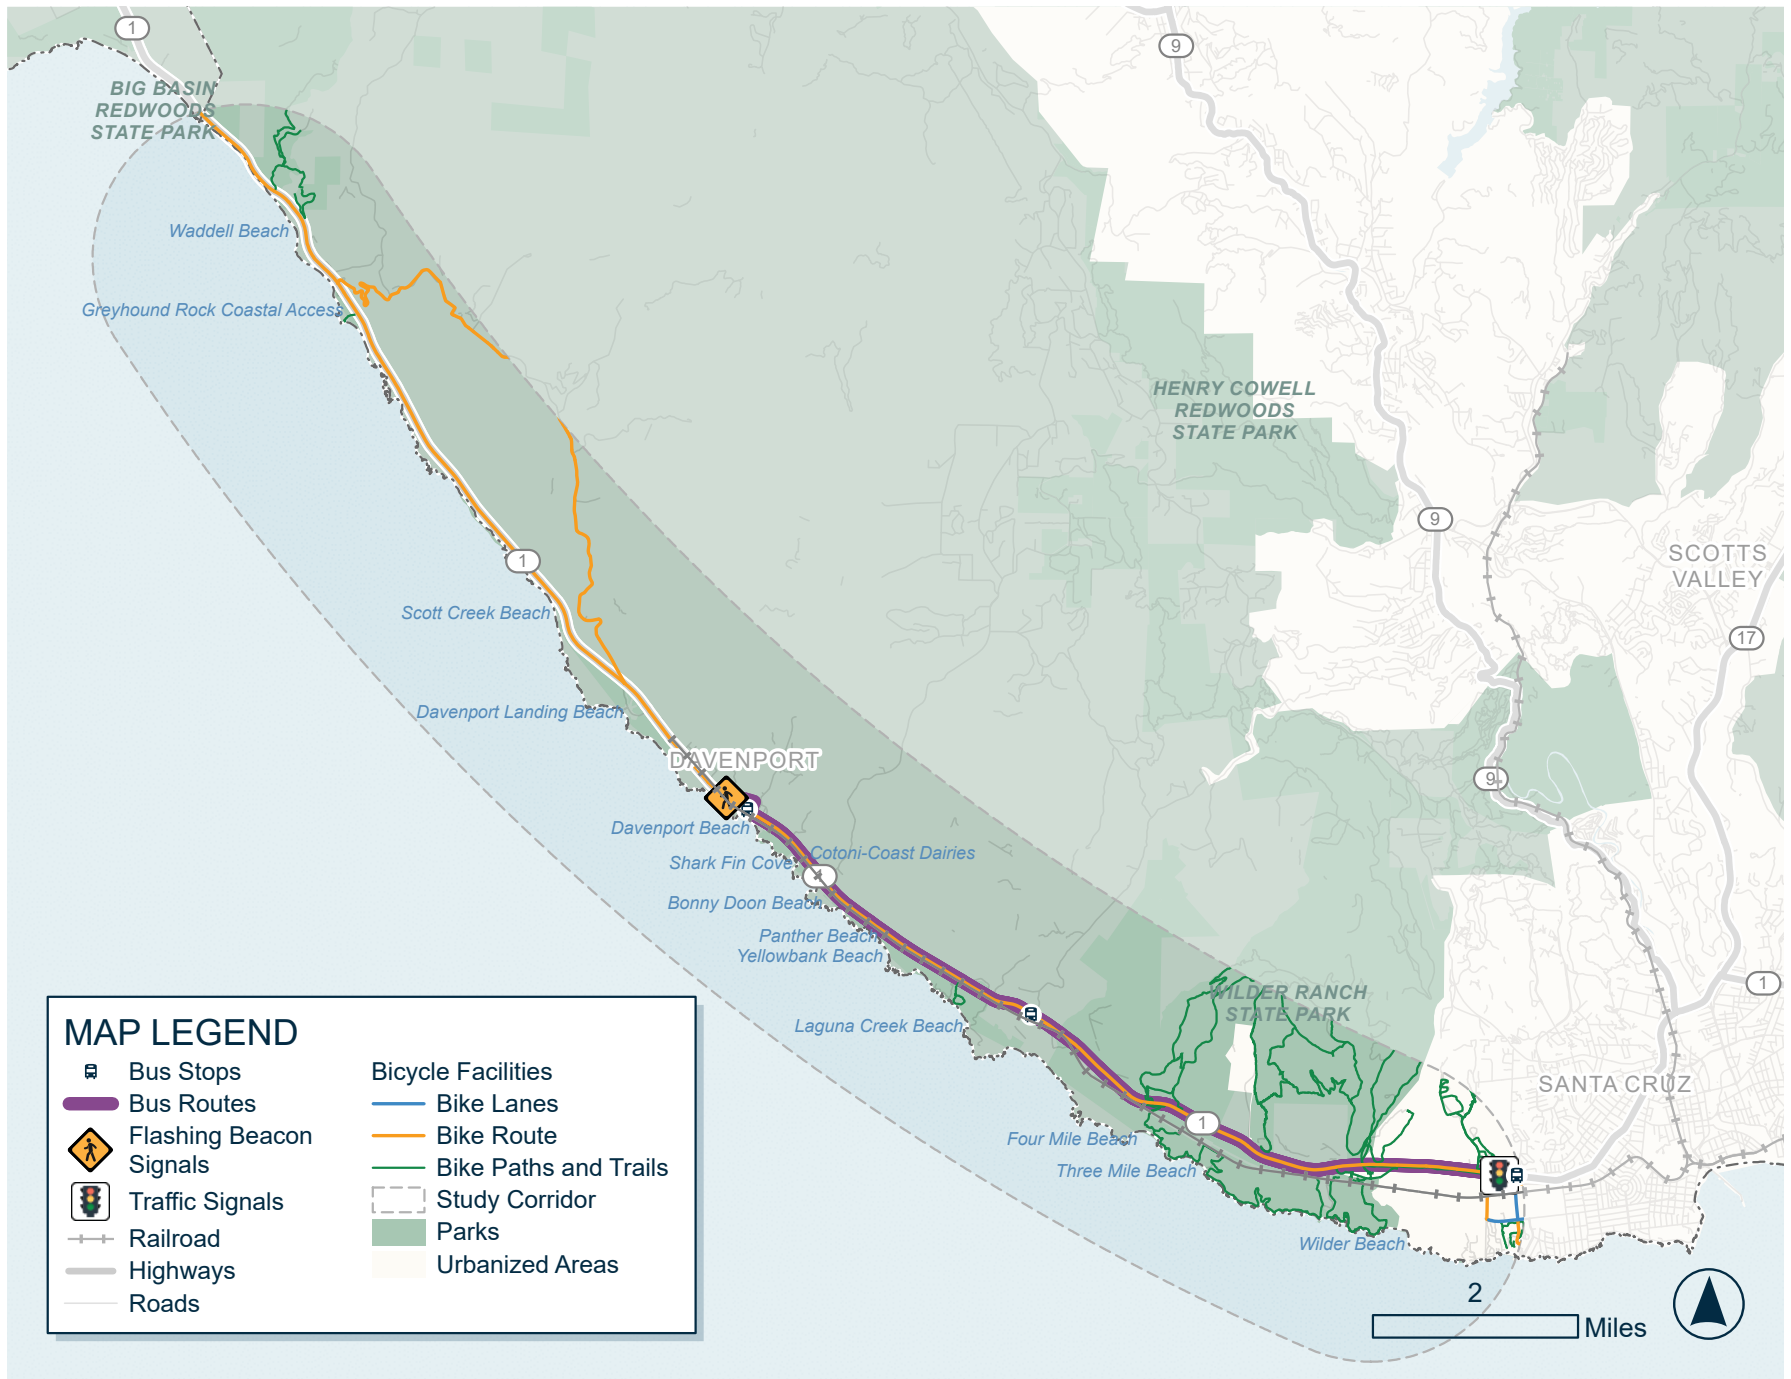 1
9
BIG BASIN
REDWOODS
STATE PARK
Waddell Beach
Greyhound Rock Coastal Access
HENRY COWELL
REDWOODS
STATE PARK
9
SCOTTS
VALLEY
1
Scott Creek Beach
17
Davenport Landing Beach
DAVENPORT
9
Davenport Beach
Cotoni-Coast Dairies
Shark Fin Cove
Bonny Doon Beach
Panther Beach
Yellowbank Beach
1
WILDER RANCH
STATE PARK
Laguna Creek Beach
SANTA CRUZ
1
Four Mile Beach
Three Mile Beach
Wilder Beach
MAP LEGEND
Bus Stops
Bus Routes
Flashing Beacon
Signals
Traffic Signals
Railroad
Highways
Roads
Bicycle Facilities
Bike Lanes
Bike Route
Bike Paths and Trails
Study Corridor
Parks
Urbanized Areas
2
Miles